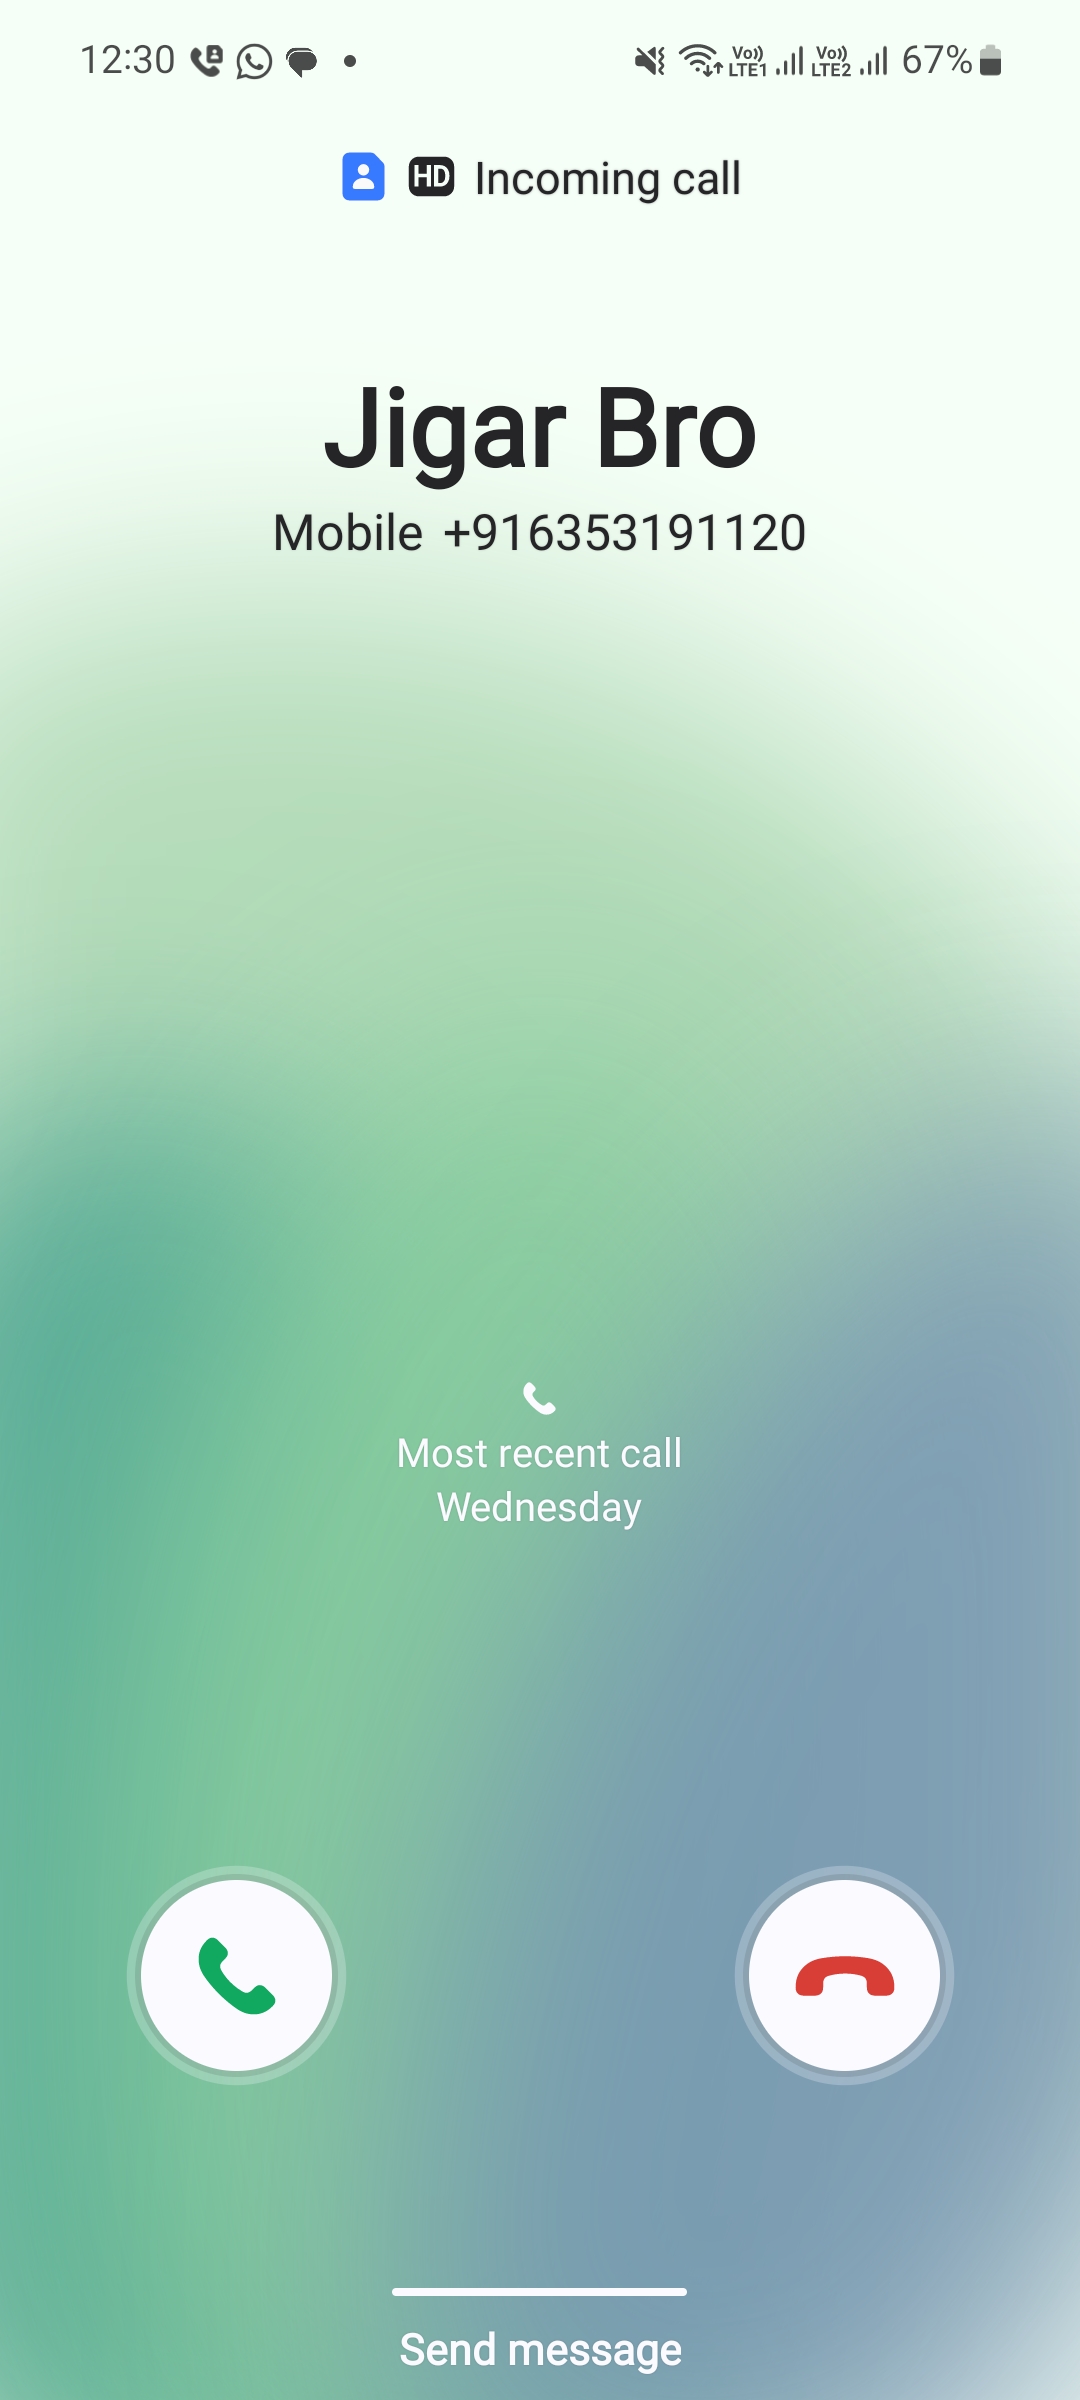 12:30 Vo)) LTE1 Vo)) LTE2 67%
HD Incoming call
Jigar Bro
Mobile +916353191120
Most recent call
Wednesday
Send message